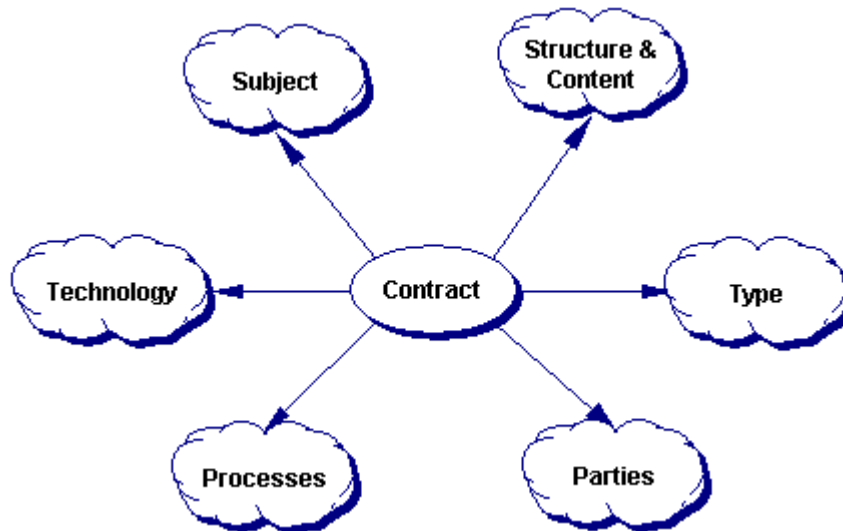 Subject
Structure &
Content
Technology
Contract
Type
Processes
Parties